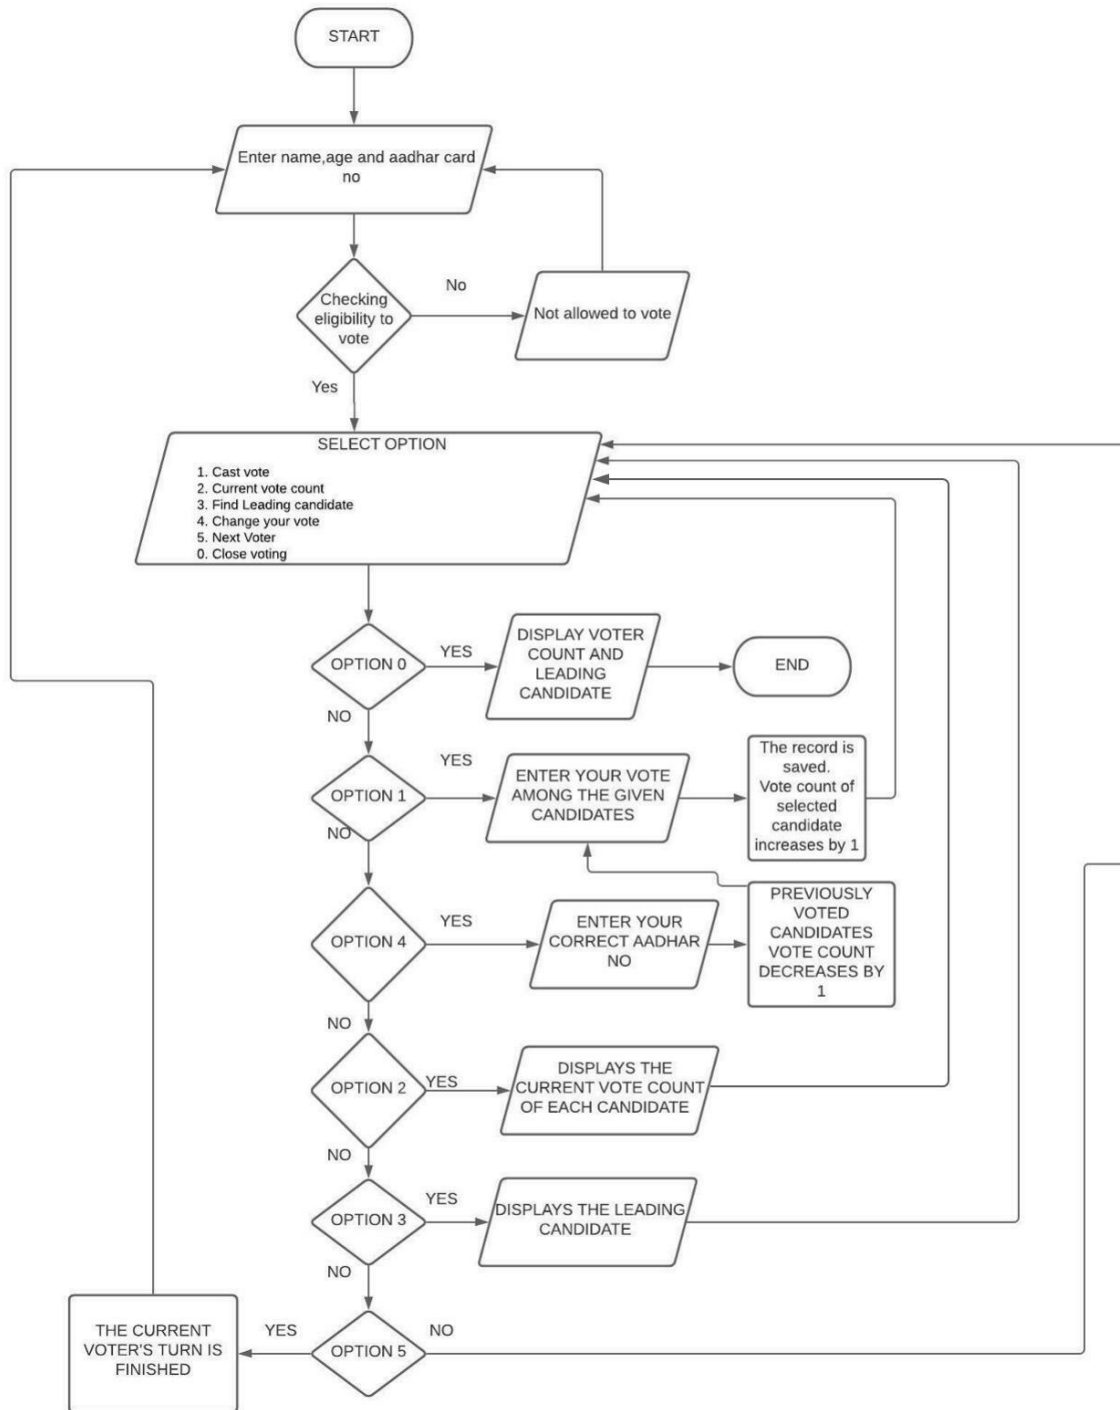 START
Enter name,age and aadhar card
no
Checking
eligibility to
vote
No
Not allowed to vote
Yes
SELECT OPTION
1. Cast vote
2. Current vote count
3. Find Leading candidate
4. Change your vote
5. Next Voter
0. Close voting
OPTION 0
YES
DISPLAY VOTER
COUNT AND
LEADING
CANDIDATE
END
NO
OPTION 1
YES
ENTER YOUR VOTE
AMONG THE GIVEN
CANDIDATES
The record is
saved.
Vote count of
selected
candidate
increases by 1
NO
OPTION 4
YES
ENTER YOUR
CORRECT AADHAR
NO
PREVIOUSLY
VOTED
CANDIDATES
VOTE COUNT
DECREASES BY
1
NO
OPTION 2
YES
DISPLAYS THE
CURRENT VOTE COUNT
OF EACH CANDIDATE
NO
OPTION 3
YES
DISPLAYS THE LEADING
CANDIDATE
NO
OPTION 5
YES
NO
THE CURRENT
VOTER'S TURN IS
FINISHED